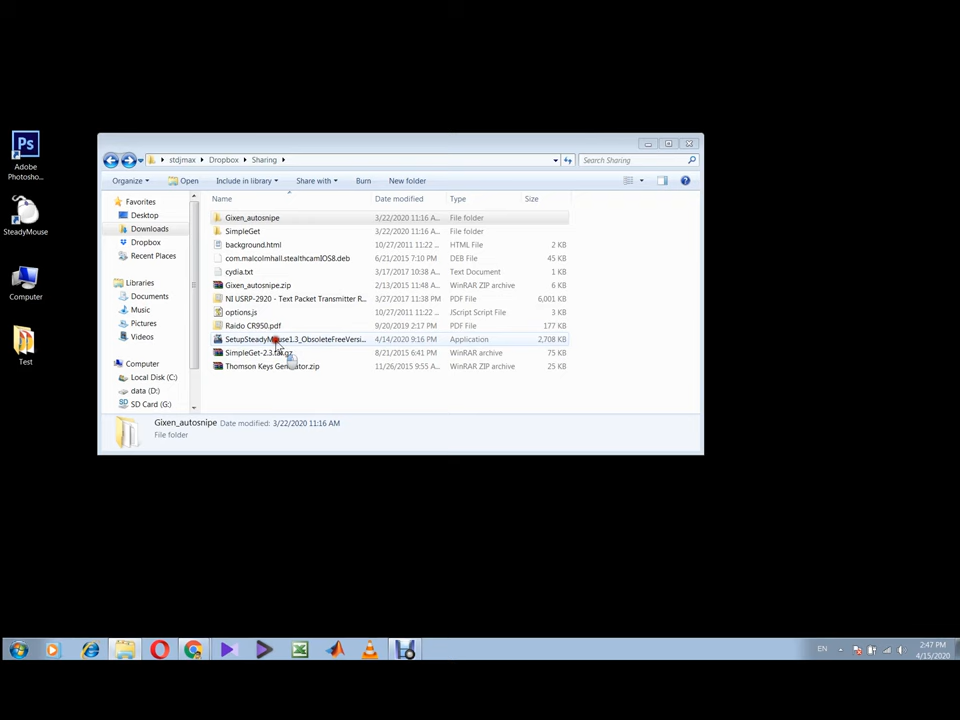 Ps
Adobe
Photosho...
SteadyMouse
Computer
Test
stdjmax
Dropbox
Sharing
Search Sharing
Organize
Open
Include in library
Share with
Burn
New folder
Favorites
Desktop
Downloads
Dropbox
Recent Places
Libraries
Documents
Music
Pictures
Videos
Computer
Local Disk (C:)
data (D:)
SD Card (G:)
Name Date modified Type Size
Gixen_autosnipe 3/22/2020 11:16 A... File folder
SimpleGet 3/22/2020 11:16 A... File folder
background.html 10/27/2011 11:22 ... HTML File 2 KB
com.malcolmhall.stealthcamIOS8.deb 6/21/2015 7:10 PM DEB File 45 KB
cydia.txt 3/17/2017 10:38 A... Text Document 1 KB
Gixen_autosnipe.zip 2/13/2015 11:48 A... WinRAR ZIP archive 6 KB
NI USRP-2920 - Text Packet Transmitter R... 3/27/2017 11:38 PM PDF File 6,001 KB
options.js 10/27/2011 11:22 ... JScript Script File 1 KB
Raido CR950.pdf 9/20/2019 2:17 PM PDF File 177 KB
SetupSteadyMouse1.3_ObsoleteFreeVersi... 4/14/2020 9:16 PM Application 2,708 KB
SimpleGet-2.3.tar.gz 8/21/2015 6:41 PM WinRAR archive 75 KB
Thomson Keys Generator.zip 11/26/2015 9:55 A... WinRAR ZIP archive 25 KB
Gixen_autosnipe Date modified: 3/22/2020 11:16 AM
File folder
EN
2:47 PM
4/15/2020